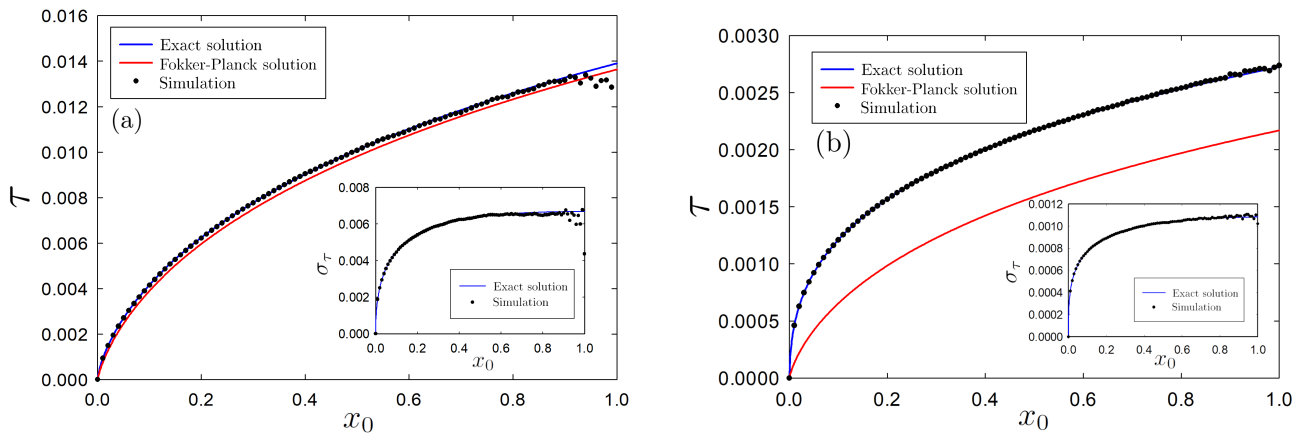 0.016
0.014
0.012
0.010
0.008
0.006
0.004
0.002
0.000
τ
Exact solution
Fokker-Planck solution
Simulation
(a)
0.008
0.006
0.004
0.002
0.000
σ_τ
Exact solution
Simulation
0.0 0.2 0.4 0.6 0.8 1.0
x_0
0.0 0.2 0.4 0.6 0.8 1.0
x_0
0.0030
0.0025
0.0020
0.0015
0.0010
0.0005
0.0000
τ
Exact solution
Fokker-Planck solution
Simulation
(b)
0.0012
0.0010
0.0008
0.0006
0.0004
0.0002
0.0000
σ_τ
Exact solution
Simulation
0.0 0.2 0.4 0.6 0.8 1.0
x_0
0.0 0.2 0.4 0.6 0.8 1.0
x_0